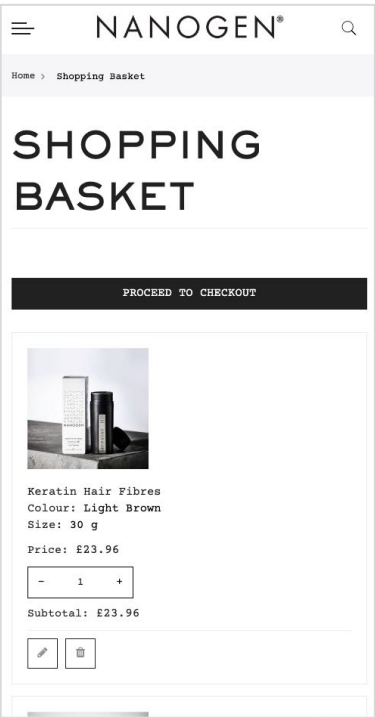 NANOGEN®
Home > Shopping Basket
SHOPPING
BASKET
PROCEED TO CHECKOUT
NANOGEN
Keratin Hair Fibres
Colour: Light Brown
Size: 30 g
Price: £23.96
- 1 +
Subtotal: £23.96